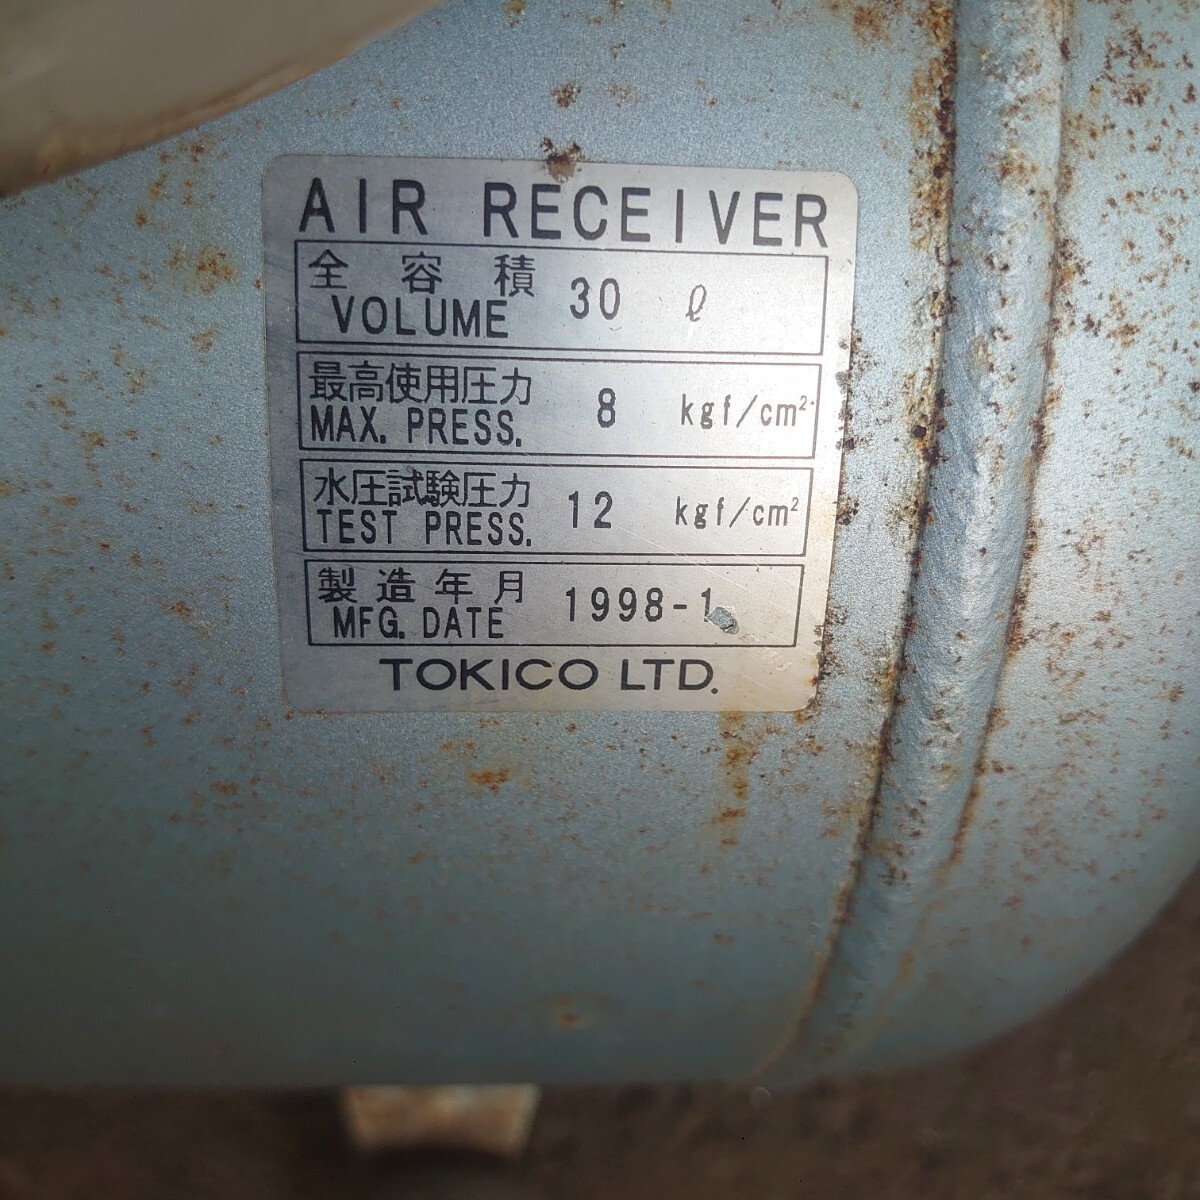 AIR RECEIVER
全容積 30 ℓ
VOLUME
最高使用圧力 8 kgf/cm²
MAX. PRESS.
水圧試験圧力 12 kgf/cm²
TEST PRESS.
製造年月 1998-1
MFG. DATE
TOKICO LTD.